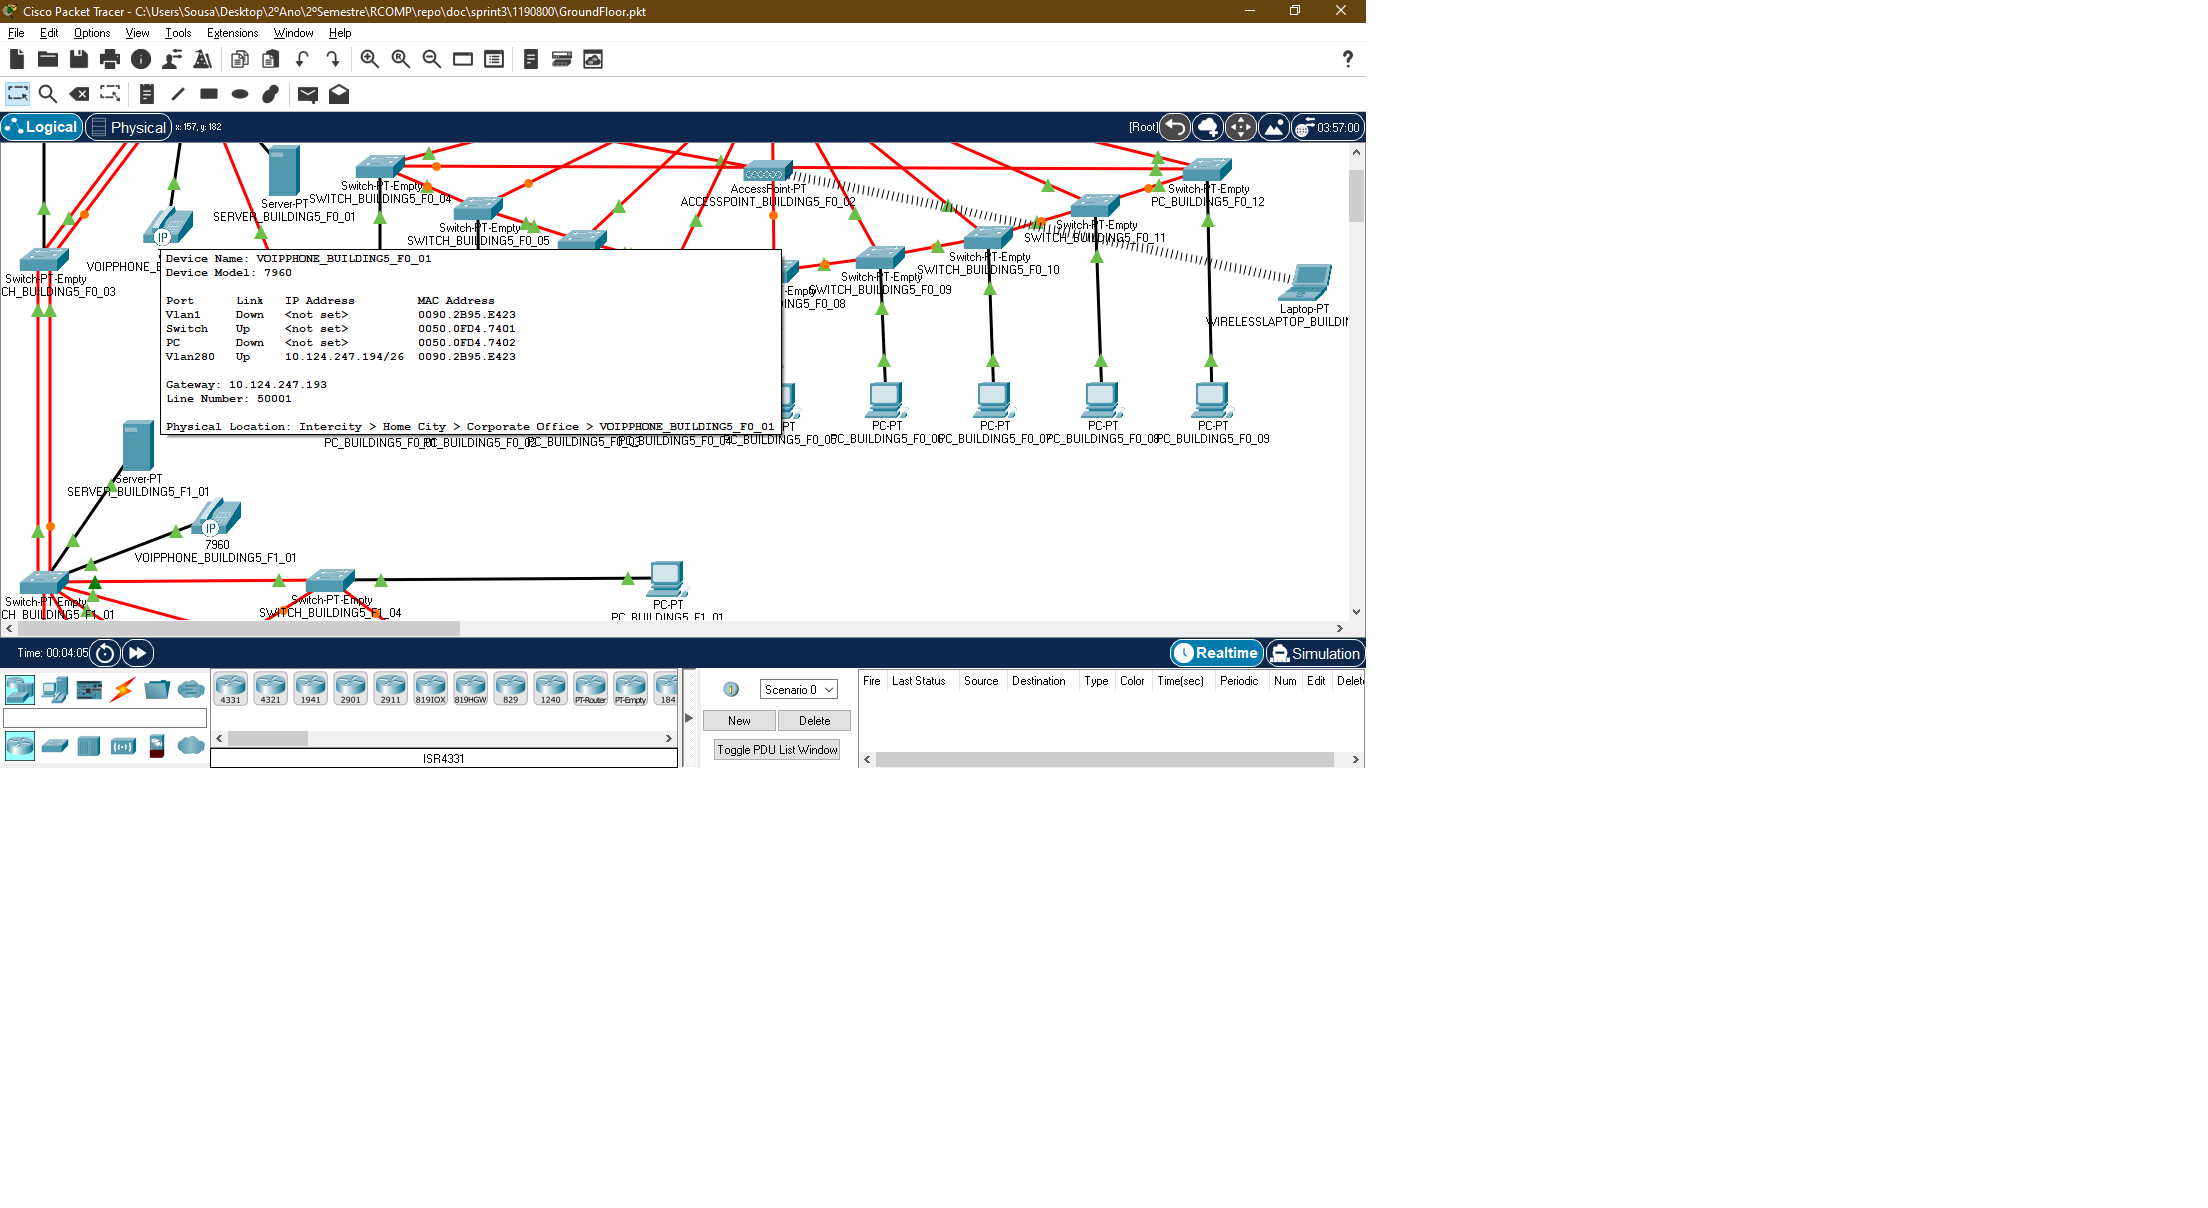 Cisco Packet Tracer - C:\Users\Sousa\Desktop\2ºAno\2ºSemestre\RCOMP\repo\doc\sprint3\1190800\GroundFloor.pkt
File Edit Options View Tools Extensions Window Help
Logical Physical x: 157, y: 182 [Root] 03:57:00
Switch-PT-Empty
SWITCH_BUILDING5_F0_04
Server-PT
SERVER_BUILDING5_F0_01
AccessPoint-PT
ACCESSPOINT_BUILDING5_F0_02
Switch-PT-Empty
PC_BUILDING5_F0_12
Switch-PT-Empty
SWITCH_BUILDING5_F0_05
Switch-PT-Empty
SWITCH_BUILDING5_F0_11
IP
VOIPPHONE_B
Switch-PT-Empty
SWITCH_BUILDING5_F0_10
Switch-PT-Empty
CH_BUILDING5_F0_03
Switch-PT-Empty
SWITCH_BUILDING5_F0_09
-Empty
ING5_F0_08
Laptop-PT
WIRELESSLAPTOP_BUILDIN
Device Name: VOIPPHONE_BUILDING5_F0_01
Device Model: 7960
Port Link IP Address MAC Address
Vlan1 Down <not set> 0090.2B95.E423
Switch Up <not set> 0050.0FD4.7401
PC Down <not set> 0050.0FD4.7402
Vlan280 Up 10.124.247.194/26 0090.2B95.E423
Gateway: 10.124.247.193
Line Number: 50001
Physical Location: Intercity > Home City > Corporate Office > VOIPPHONE_BUILDING5_F0_01
PT PC-PT PC-PT PC-PT PC-PT
PC_BUILDING5_F0_01 PC_BUILDING5_F0_02 PC_BUILDING5_F0_03 PC_BUILDING5_F0_04 PC_BUILDING5_F0_05 PC_BUILDING5_F0_06 PC_BUILDING5_F0_07 PC_BUILDING5_F0_08 PC_BUILDING5_F0_09
Server-PT
SERVER_BUILDING5_F1_01
IP
7960
VOIPPHONE_BUILDING5_F1_01
Switch-PT-Empty
CH_BUILDING5_F1_01
Switch-PT-Empty
SWITCH_BUILDING5_F1_04
PC-PT
PC_BUILDING5_F1_01
Time: 00:04:05 Realtime Simulation
4331 4321 1941 2901 2911 819IOX 819HGW 829 1240 PT-Router PT-Empty 184
ISR4331
Scenario 0
New Delete
Toggle PDU List Window
Fire Last Status Source Destination Type Color Time(sec) Periodic Num Edit Delete